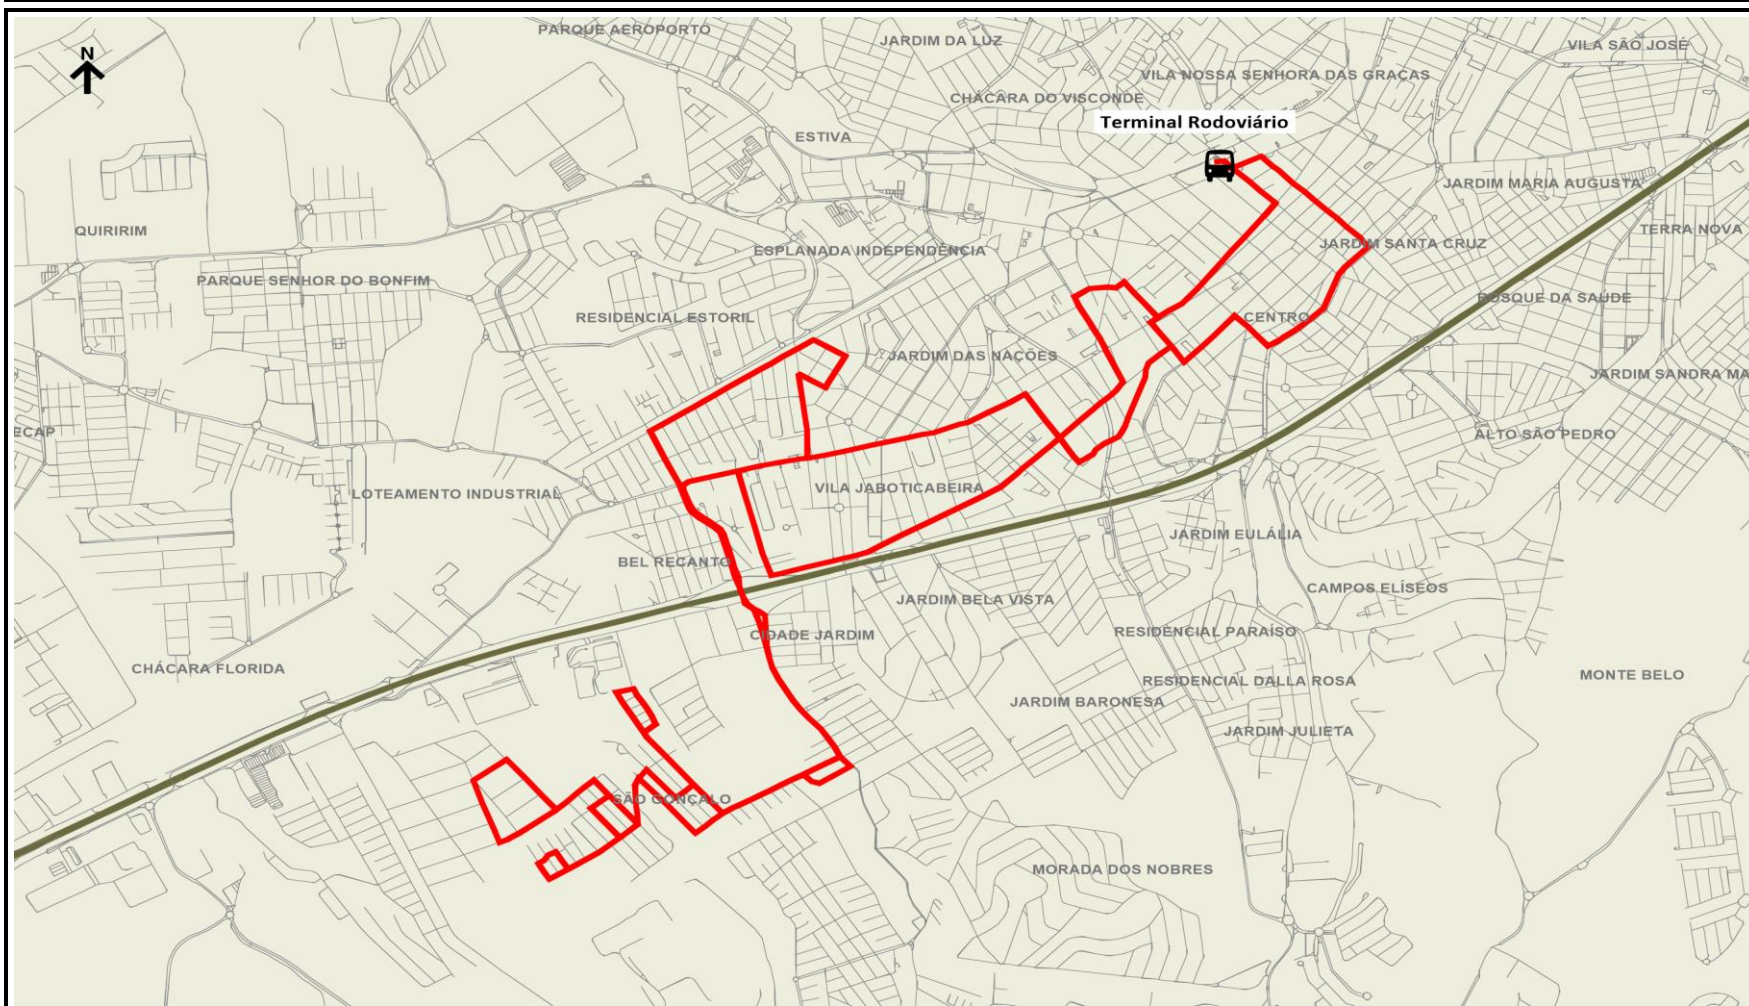 PARQUE AEROPORTO
JARDIM DA LUZ
VILA SÃO JOSÉ
N
VILA NOSSA SENHORA DAS GRAÇAS
CHÁCARA DO VISCONDE
Terminal Rodoviário
ESTIVA
JARDIM MARIA AUGUSTA
QUIRIRIM
TERRA NOVA
JARDIM SANTA CRUZ
ESPLANADA INDEPENDÊNCIA
PARQUE SENHOR DO BONFIM
BOSQUE DA SAÚDE
RESIDENCIAL ESTORIL
CENTRO
JARDIM DAS NAÇÕES
JARDIM SANDRA MA
ECAP
ALTO SÃO PEDRO
VILA JABOTICABEIRA
LOTEAMENTO INDUSTRIAL
JARDIM EULÁLIA
BEL RECANTO
CAMPOS ELÍSEOS
JARDIM BELA VISTA
CIDADE JARDIM
RESIDENCIAL PARAÍSO
CHÁCARA FLORIDA
MONTE BELO
RESIDENCIAL DALLA ROSA
JARDIM BARONESA
JARDIM JULIETA
SÃO GONÇALO
MORADA DOS NOBRES